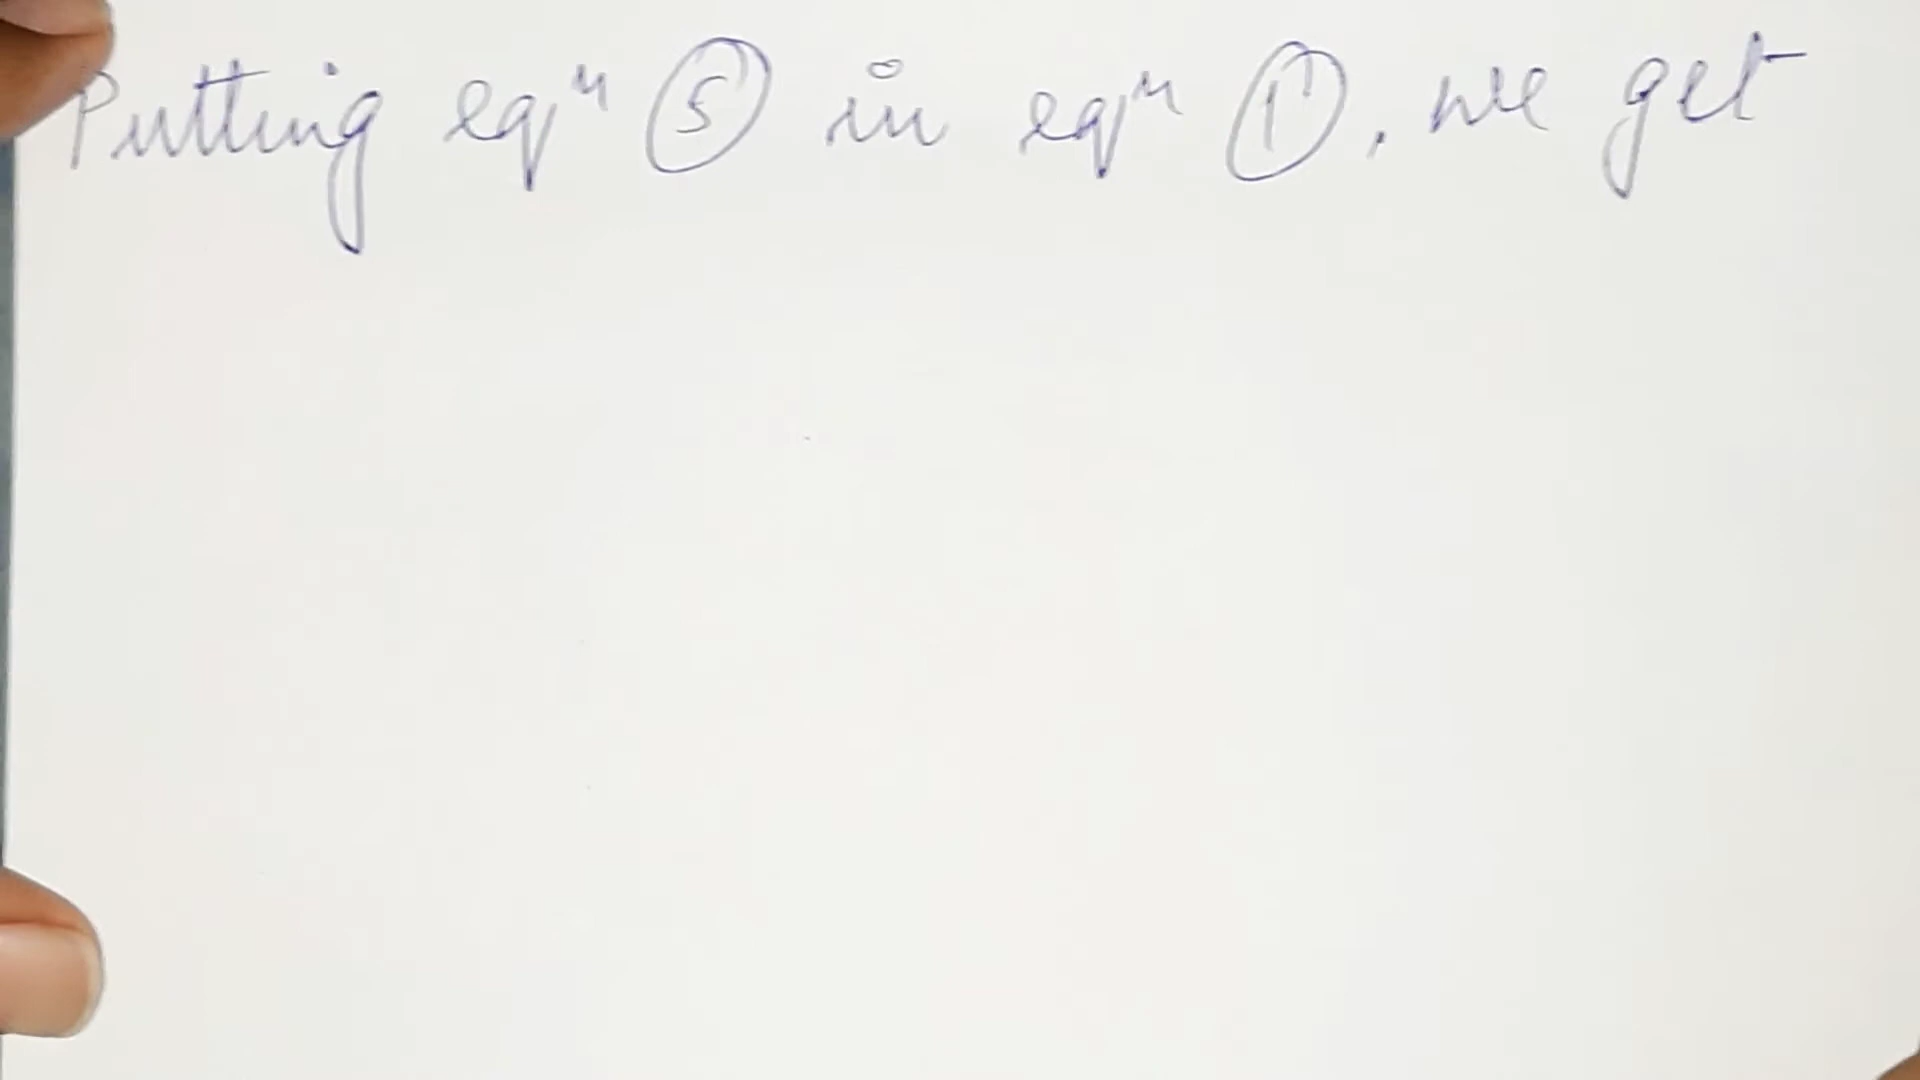 Putting eqⁿ ⑤ in eqⁿ ①, we get